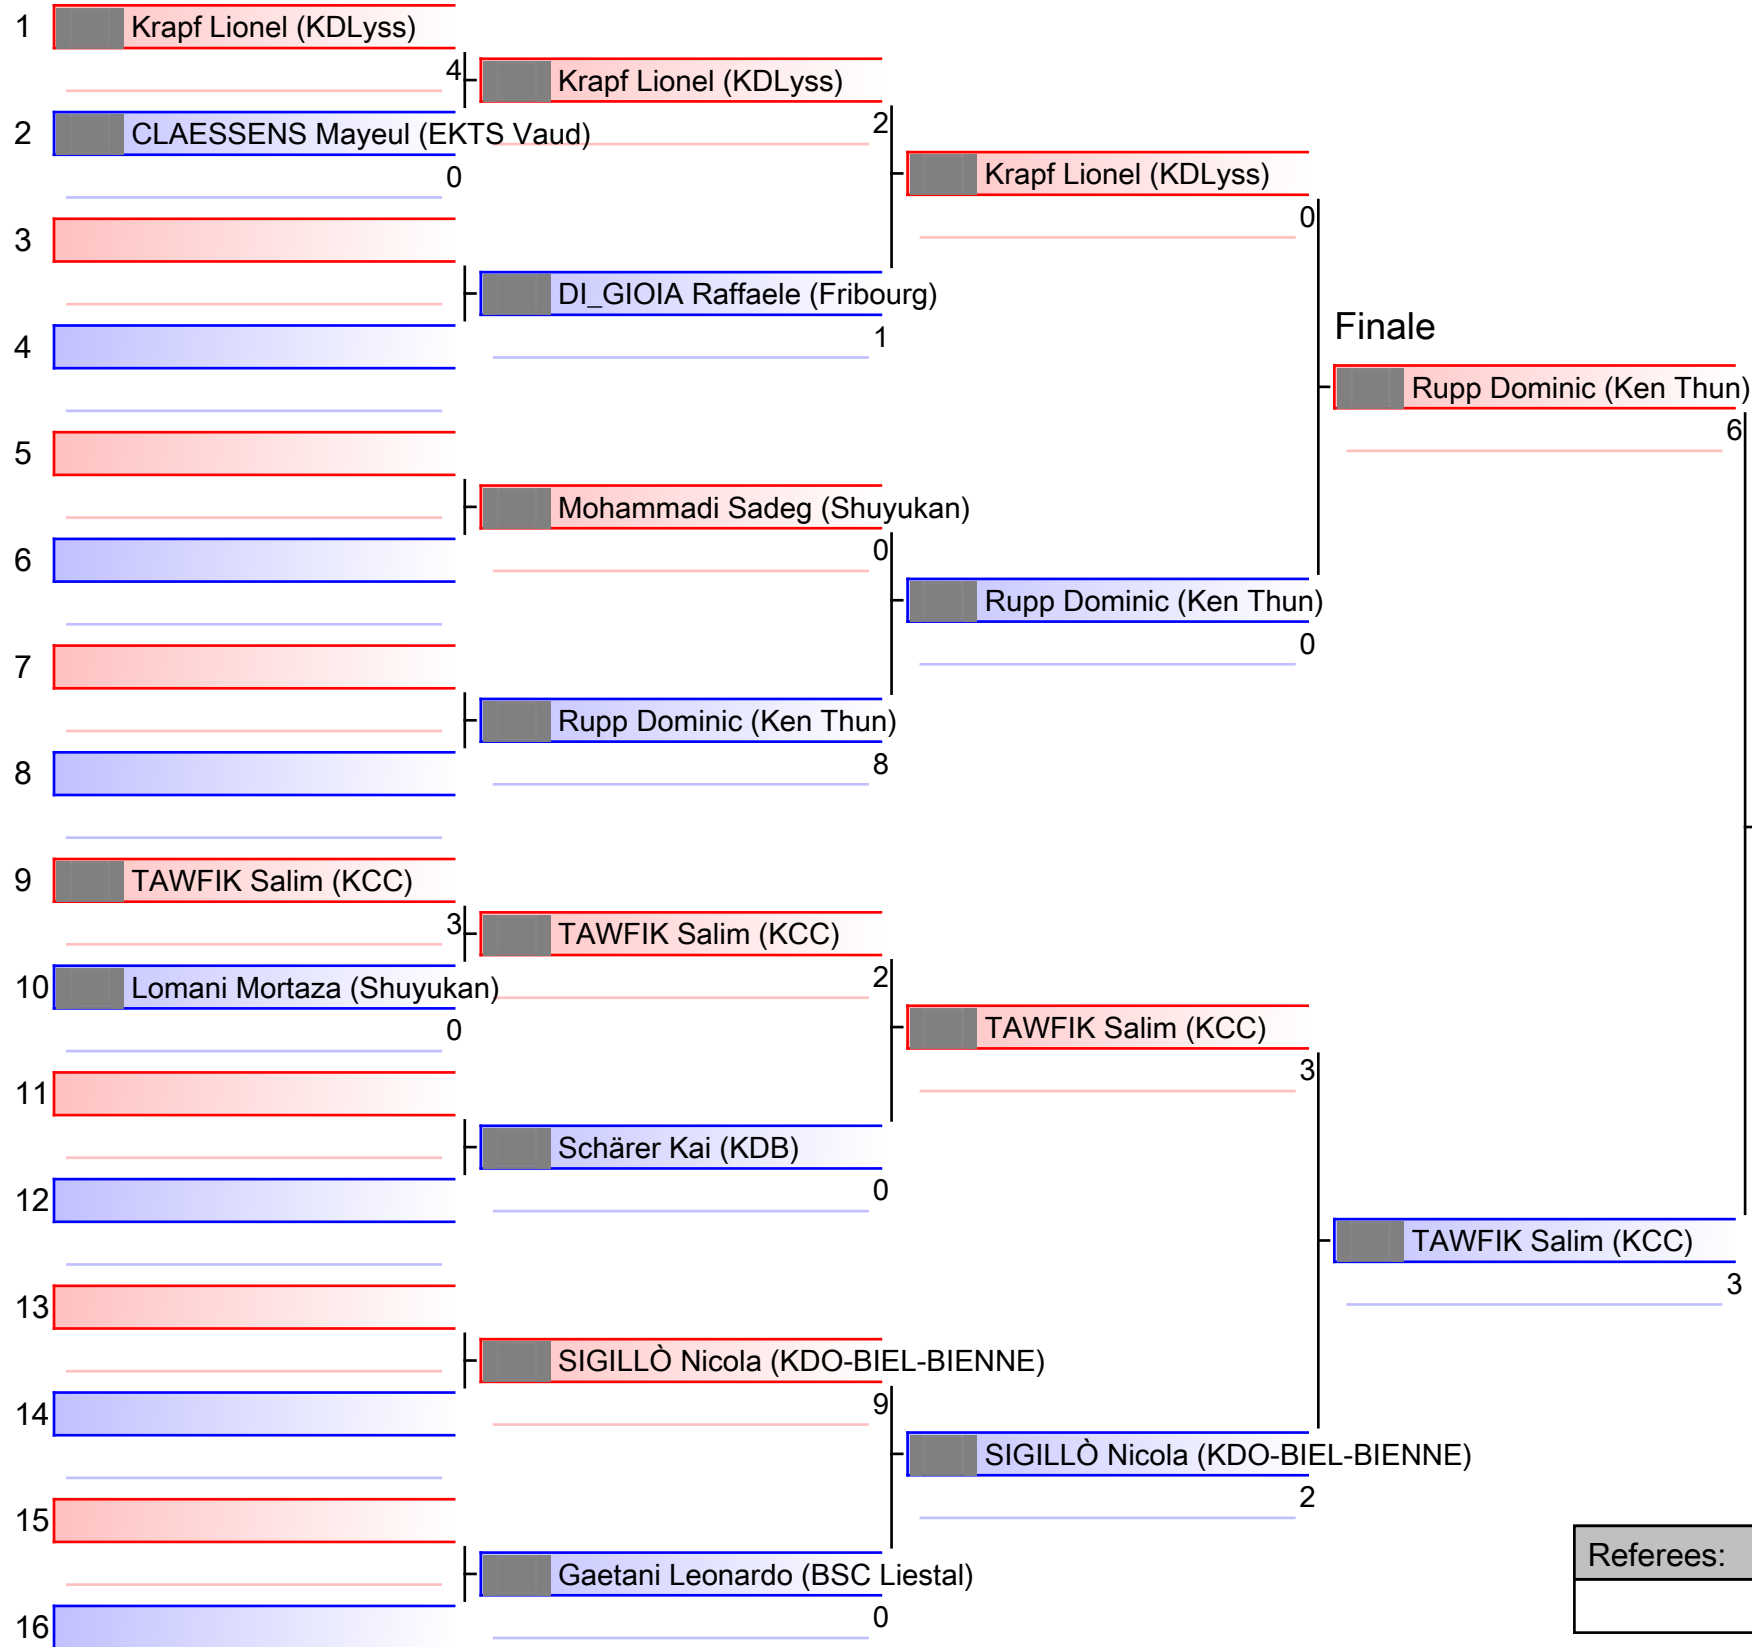 1
Krapf Lionel (KDLyss)
4
Krapf Lionel (KDLyss)
2
2
CLAESSENS Mayeul (EKTS Vaud)
0
Krapf Lionel (KDLyss)
0
3
DI_GIOIA Raffaele (Fribourg)
1
4
Finale
Rupp Dominic (Ken Thun)
6
5
Mohammadi Sadeg (Shuyukan)
0
6
Rupp Dominic (Ken Thun)
0
7
Rupp Dominic (Ken Thun)
8
8
9
TAWFIK Salim (KCC)
3
TAWFIK Salim (KCC)
2
10
Lomani Mortaza (Shuyukan)
0
TAWFIK Salim (KCC)
3
11
Schärer Kai (KDB)
0
12
TAWFIK Salim (KCC)
3
13
SIGILLÒ Nicola (KDO-BIEL-BIENNE)
9
14
SIGILLÒ Nicola (KDO-BIEL-BIENNE)
2
15
Gaetani Leonardo (BSC Liestal)
0
16
Referees: